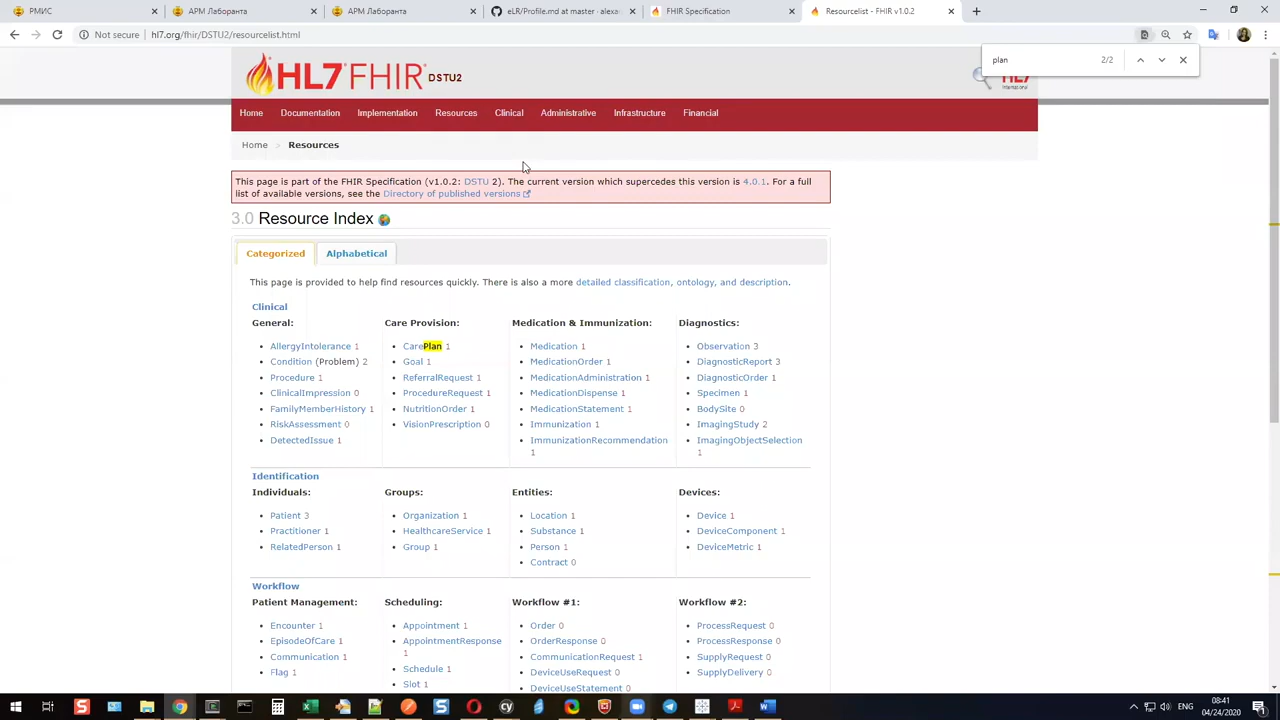 РМИС
АРМ Лаборанта
АРМ Лаборанта
eLR/Profile.md at master · alexa
FHIR Specification
Resourcelist - FHIR v1.0.2
Not secure
hl7.org/fhir/DSTU2/resourcelist.html
plan
2/2
HL7 FHIR DSTU2
HL7
International
Home Documentation Implementation Resources Clinical Administrative Infrastructure Financial
Home > Resources
This page is part of the FHIR Specification (v1.0.2: DSTU 2). The current version which supercedes this version is 4.0.1. For a full
list of available versions, see the Directory of published versions
3.0 Resource Index
Categorized Alphabetical
This page is provided to help find resources quickly. There is also a more detailed classification, ontology, and description.
Clinical
General:
AllergyIntolerance 1
Condition (Problem) 2
Procedure 1
ClinicalImpression 0
FamilyMemberHistory 1
RiskAssessment 0
DetectedIssue 1
Care Provision:
CarePlan 1
Goal 1
ReferralRequest 1
ProcedureRequest 1
NutritionOrder 1
VisionPrescription 0
Medication & Immunization:
Medication 1
MedicationOrder 1
MedicationAdministration 1
MedicationDispense 1
MedicationStatement 1
Immunization 1
ImmunizationRecommendation
1
Diagnostics:
Observation 3
DiagnosticReport 3
DiagnosticOrder 1
Specimen 1
BodySite 0
ImagingStudy 2
ImagingObjectSelection
1
Identification
Individuals:
Patient 3
Practitioner 1
RelatedPerson 1
Groups:
Organization 1
HealthcareService 1
Group 1
Entities:
Location 1
Substance 1
Person 1
Contract 0
Devices:
Device 1
DeviceComponent 1
DeviceMetric 1
Workflow
Patient Management:
Encounter 1
EpisodeOfCare 1
Communication 1
Flag 1
Scheduling:
Appointment 1
AppointmentResponse
1
Schedule 1
Slot 1
Workflow #1:
Order 0
OrderResponse 0
CommunicationRequest 1
DeviceUseRequest 0
DeviceUseStatement 0
Workflow #2:
ProcessRequest 0
ProcessResponse 0
SupplyRequest 0
SupplyDelivery 0
ENG
08:41
04/24/2020